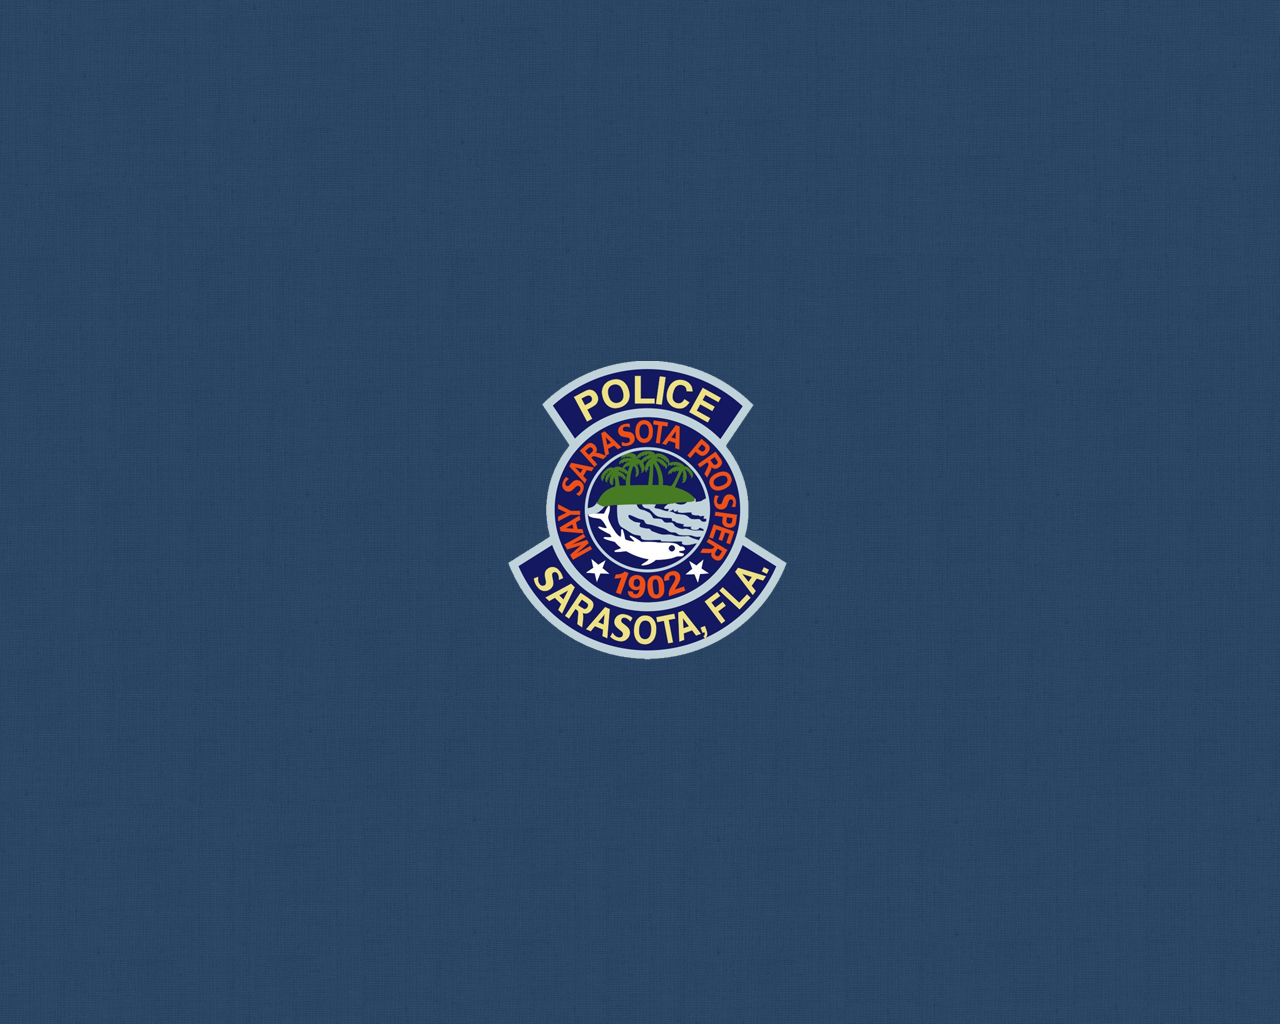 POLICE
MAY SARASOTA PROSPER
1902
SARASOTA, FLA.